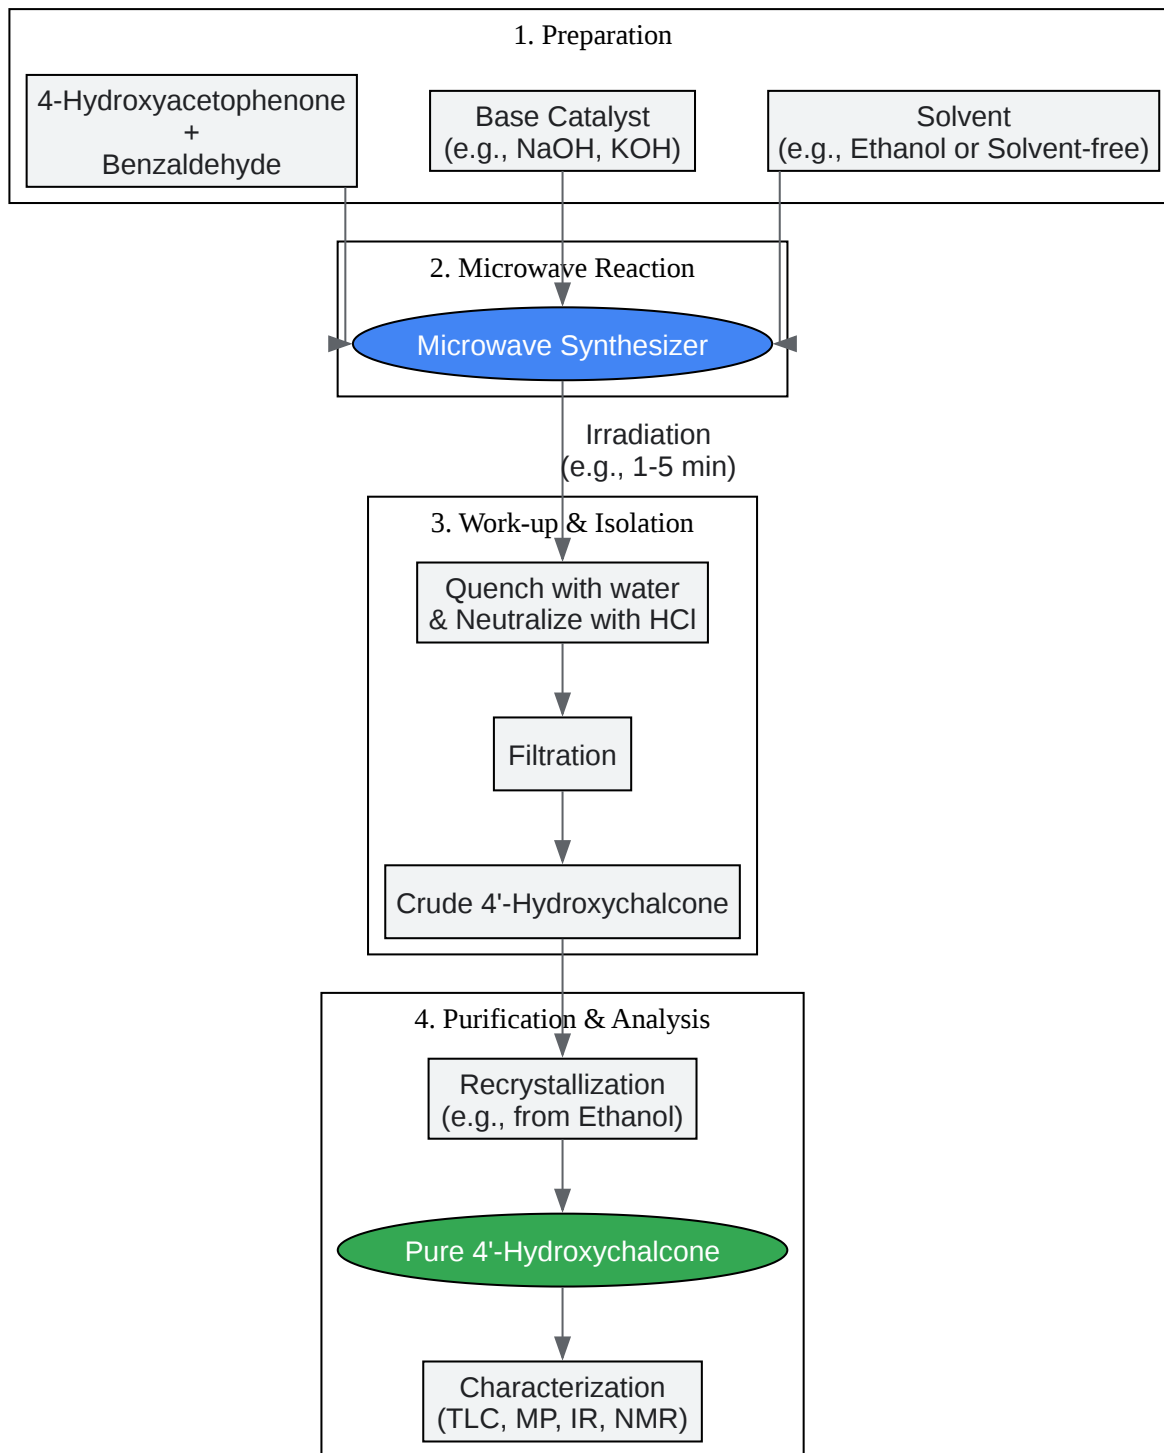 1. Preparation
4-Hydroxyacetophenone
+
Benzaldehyde
Base Catalyst
(e.g., NaOH, KOH)
Solvent
(e.g., Ethanol or Solvent-free)
2. Microwave Reaction
Microwave Synthesizer
Irradiation
(e.g., 1-5 min)
3. Work-up & Isolation
Quench with water
& Neutralize with HCl
Filtration
Crude 4'-Hydroxychalcone
4. Purification & Analysis
Recrystallization
(e.g., from Ethanol)
Pure 4'-Hydroxychalcone
Characterization
(TLC, MP, IR, NMR)